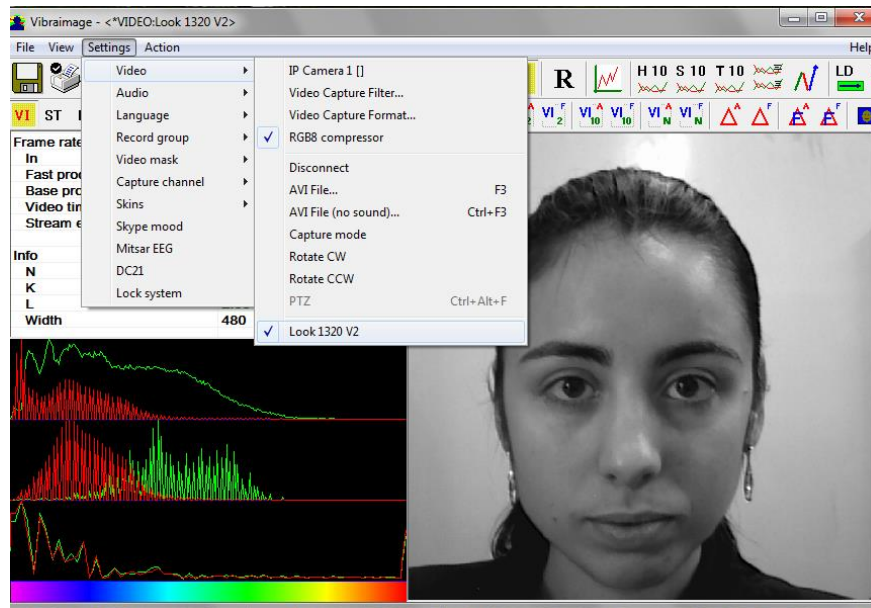 Vibraimage - <*VIDEO:Look 1320 V2>
File View Settings Action Help
R H 10 S 10 T 10 LD
VI ST
Video
Audio
Language
Record group
Video mask
Capture channel
Skins
Skype mood
Mitsar EEG
DC21
Lock system
IP Camera 1 []
Video Capture Filter...
Video Capture Format...
RGB8 compressor
Disconnect
AVI File... F3
AVI File (no sound)... Ctrl+F3
Capture mode
Rotate CW
Rotate CCW
PTZ Ctrl+Alt+F
Look 1320 V2
Frame rate
In
Fast
Base
Video
Stream
Info
N
K
L
Width 480